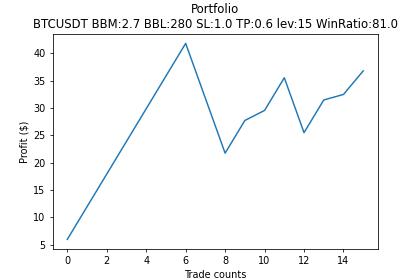 Portfolio
BTCUSDT BBM:2.7 BBL:280 SL:1.0 TP:0.6 lev:15 WinRatio:81.0
40
35
30
25
20
15
10
5
Profit ($)
0 2 4 6 8 10 12 14
Trade counts